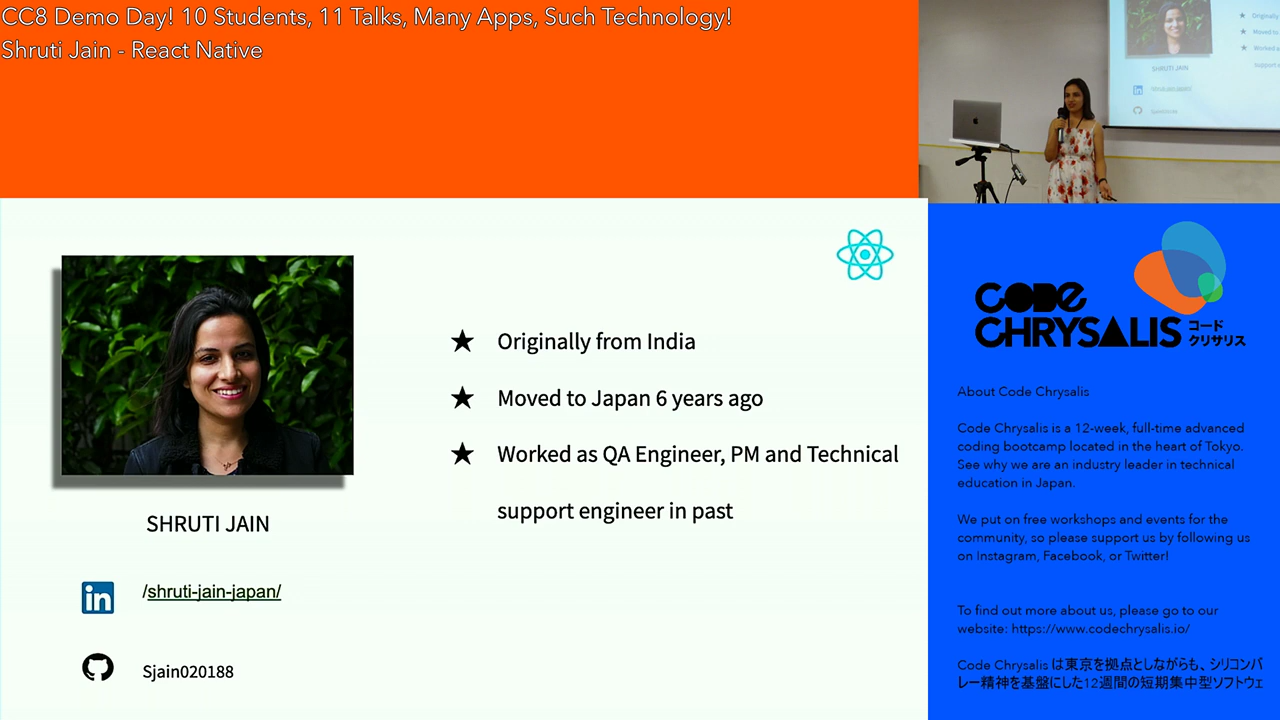 CC8 Demo Day! 10 Students, 11 Talks, Many Apps, Such Technology!
Shruti Jain - React Native
SHRUTI JAIN
Originally from India
Moved to Japan 6 years ago
Worked as QA Engineer, PM and Technical
support engineer in past
SHRUTI JAIN
in
/shruti-jain-japan/
Sjain020188
CODE
CHRYSALIS コード
クリサリス
About Code Chrysalis
Code Chrysalis is a 12-week, full-time advanced
coding bootcamp located in the heart of Tokyo.
See why we are an industry leader in technical
education in Japan.
We put on free workshops and events for the
community, so please support us by following us
on Instagram, Facebook, or Twitter!
To find out more about us, please go to our
website: https://www.codechrysalis.io/
Code Chrysalis は東京を拠点としながらも、シリコンバ
レー精神を基盤にした12週間の短期集中型ソフトウェ